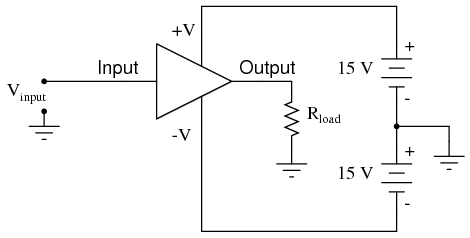 +V
Input
Output
V input
-V
R load
15 V
+
-
15 V
+
-